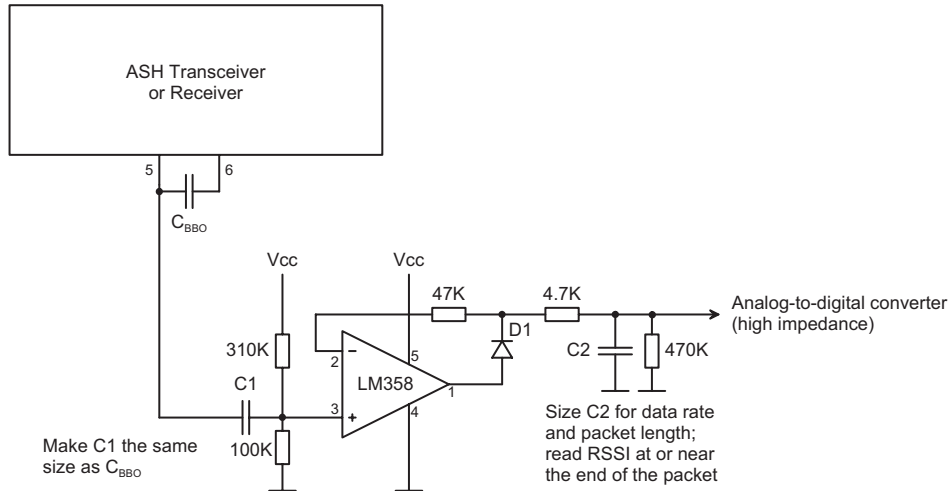 ASH Transceiver
or Receiver
5
6
C_BBO
Vcc
Vcc
47K
4.7K
Analog-to-digital converter
(high impedance)
D1
310K
2
5
C2
470K
C1
LM358
1
3
4
100K
Make C1 the same
size as C_BBO
Size C2 for data rate
and packet length;
read RSSI at or near
the end of the packet
−
+